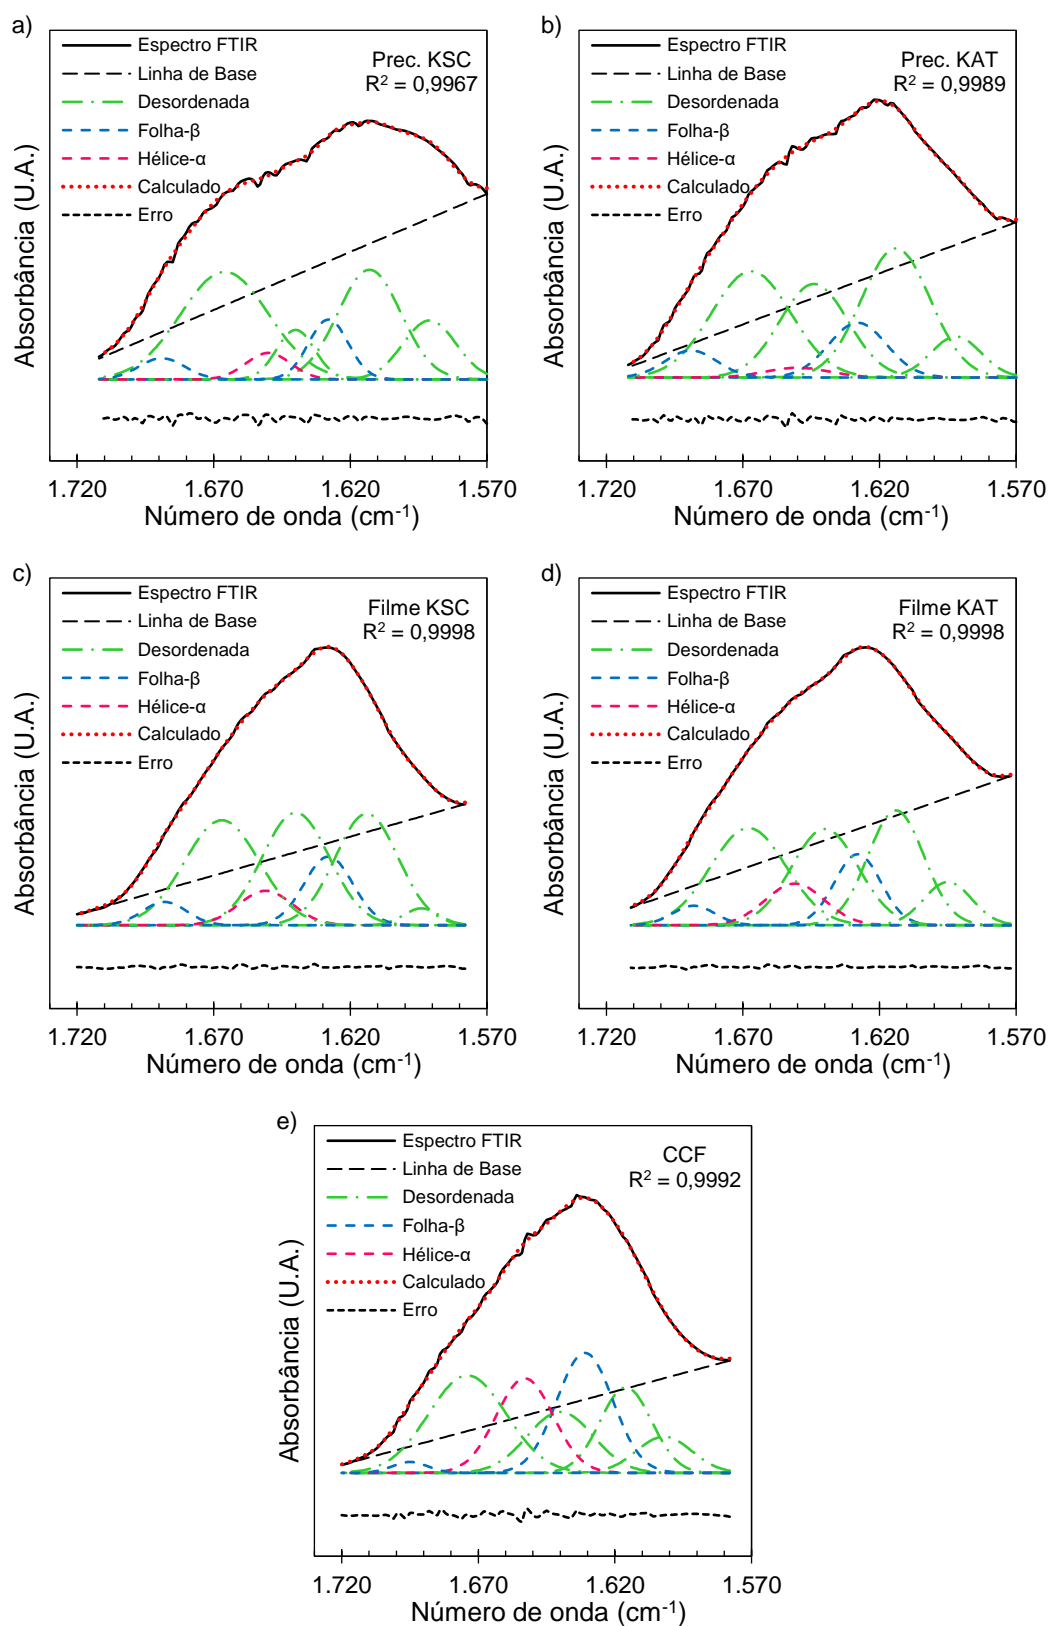 a)
Espectro FTIR
Linha de Base
Desordenada
Folha-β
Hélice-α
Calculado
Erro
Prec. KSC
R² = 0,9967
Absorbância (U.A.)
1.720 1.670 1.620 1.570
Número de onda (cm⁻¹)
b)
Espectro FTIR
Linha de Base
Desordenada
Folha-β
Hélice-α
Calculado
Erro
Prec. KAT
R² = 0,9989
Absorbância (U.A.)
1.720 1.670 1.620 1.570
Número de onda (cm⁻¹)
c)
Espectro FTIR
Linha de Base
Desordenada
Folha-β
Hélice-α
Calculado
Erro
Filme KSC
R² = 0,9998
Absorbância (U.A.)
1.720 1.670 1.620 1.570
Número de onda (cm⁻¹)
d)
Espectro FTIR
Linha de Base
Desordenada
Folha-β
Hélice-α
Calculado
Erro
Filme KAT
R² = 0,9998
Absorbância (U.A.)
1.720 1.670 1.620 1.570
Número de onda (cm⁻¹)
e)
Espectro FTIR
Linha de Base
Desordenada
Folha-β
Hélice-α
Calculado
Erro
CCF
R² = 0,9992
Absorbância (U.A.)
1.720 1.670 1.620 1.570
Número de onda (cm⁻¹)